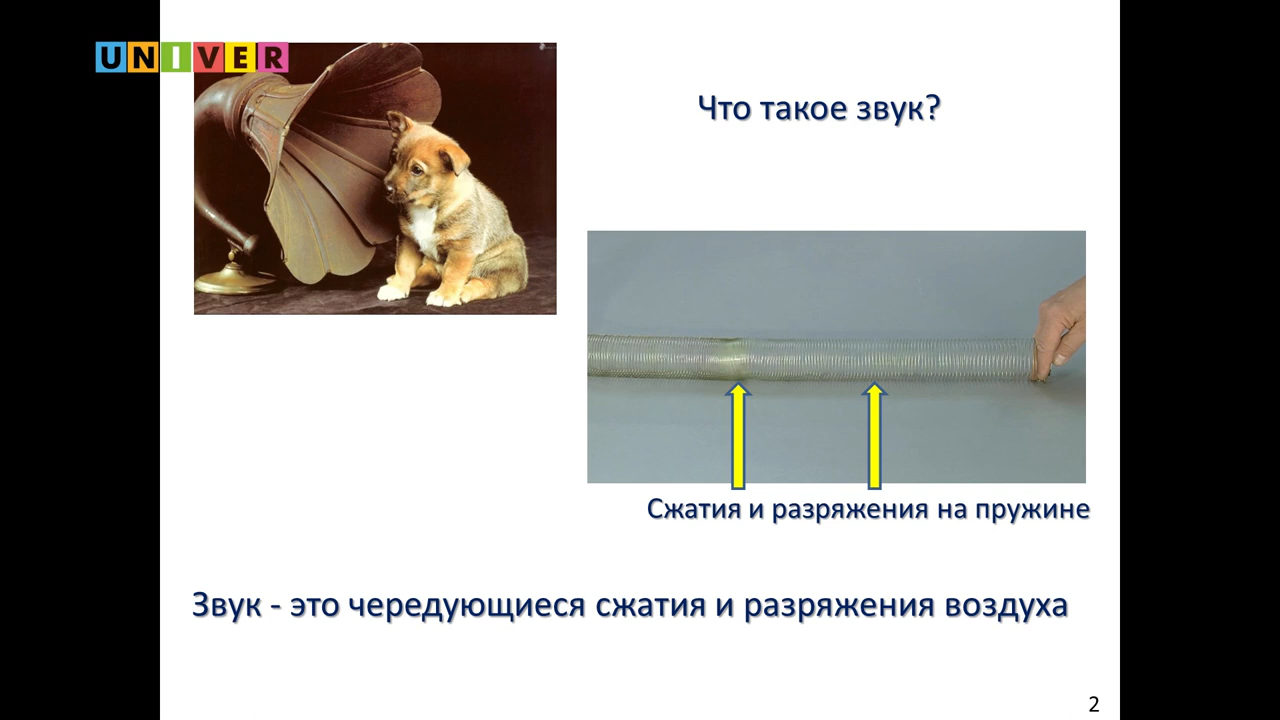 UNIVER
Что такое звук?
Сжатия и разряжения на пружине
Звук - это чередующиеся сжатия и разряжения воздуха
2